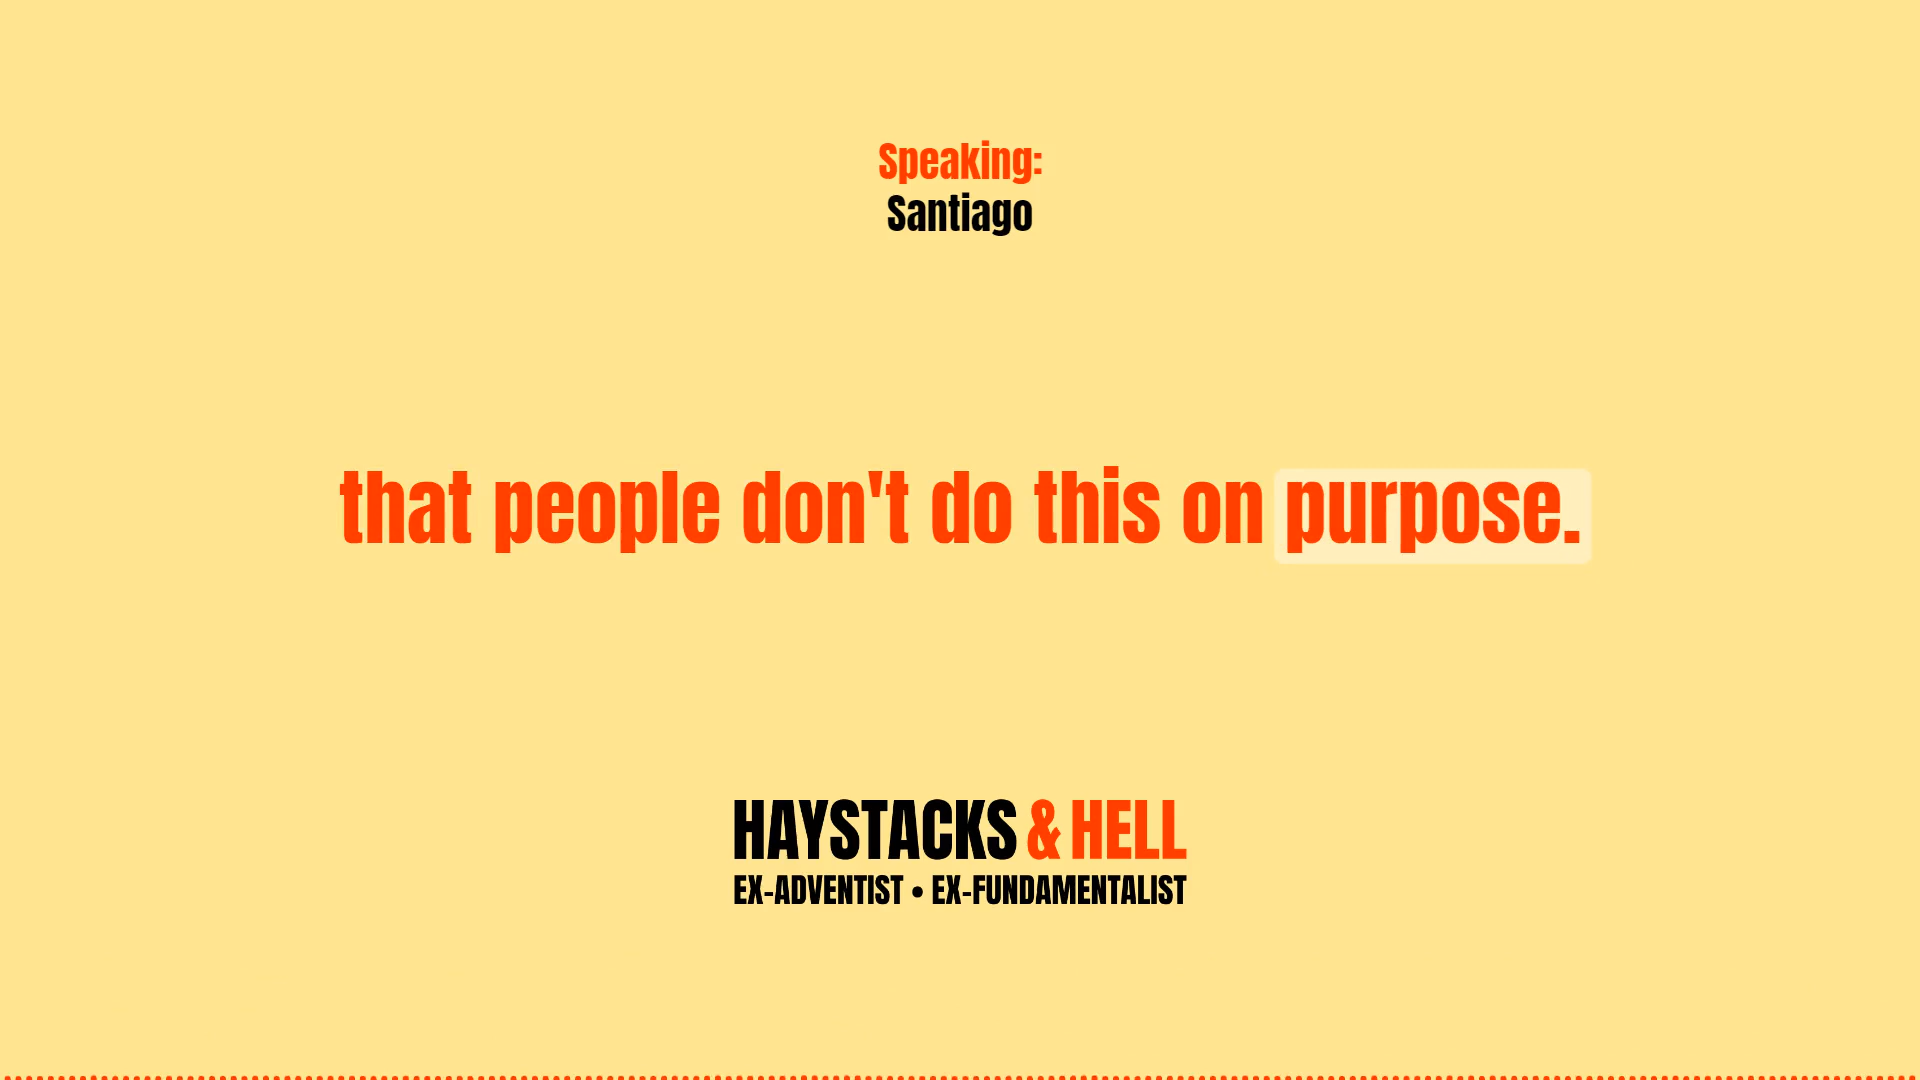 Speaking:
Santiago
that people don't do this on purpose.
HAYSTACKS & HELL
EX-ADVENTIST • EX-FUNDAMENTALIST